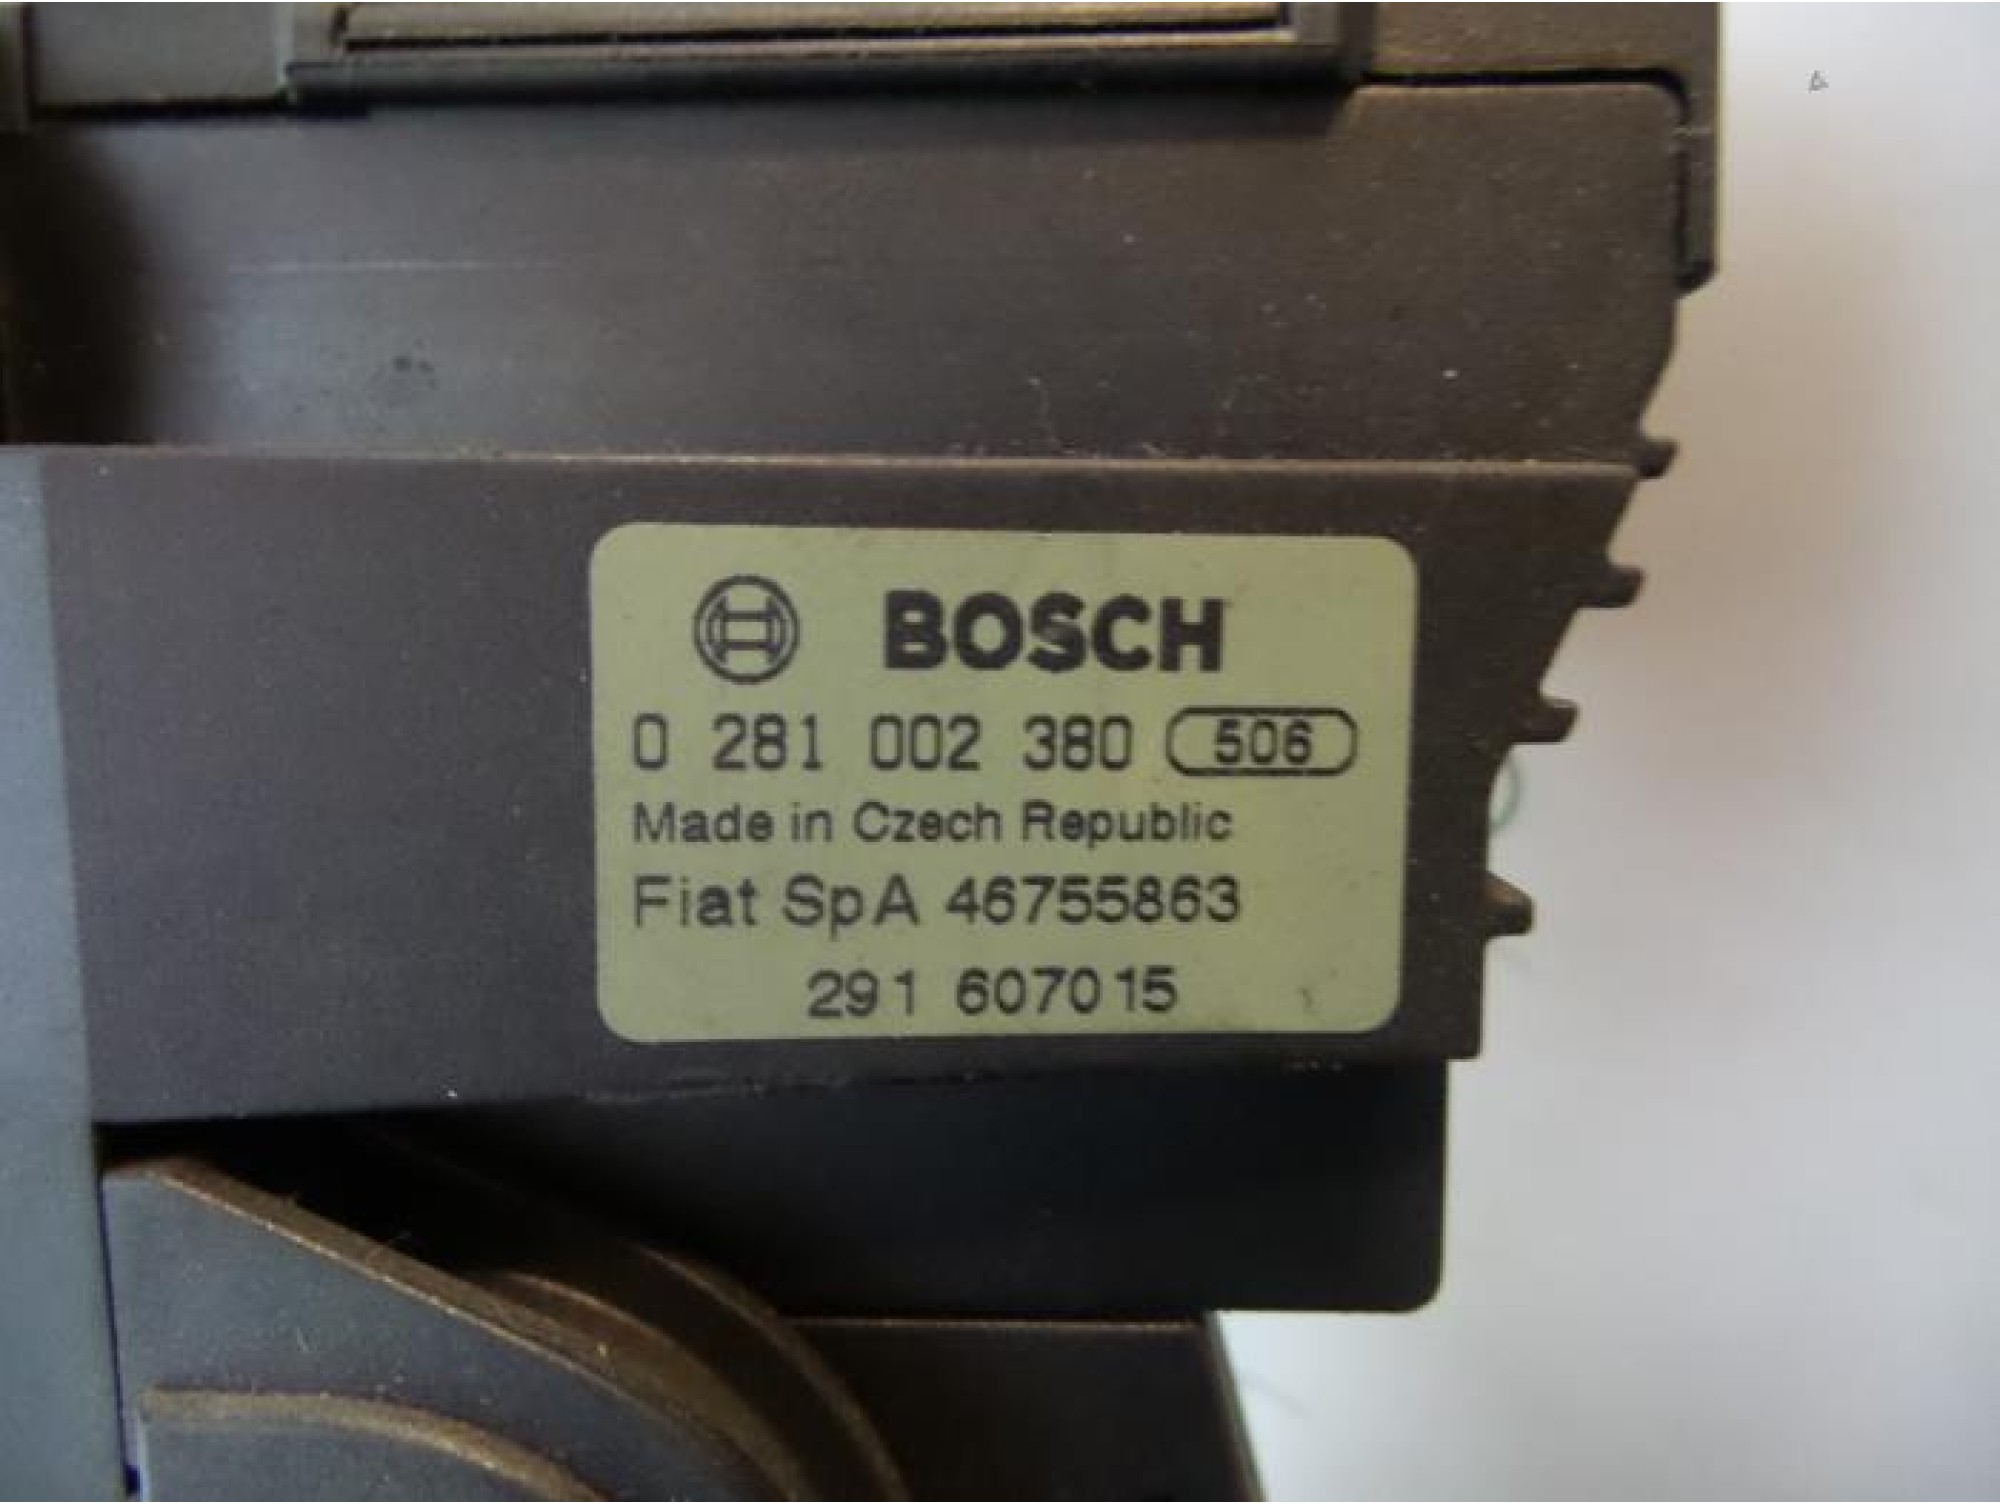 BOSCH
0 281 002 380 506
Made in Czech Republic
Fiat SpA 46755863
291 607015